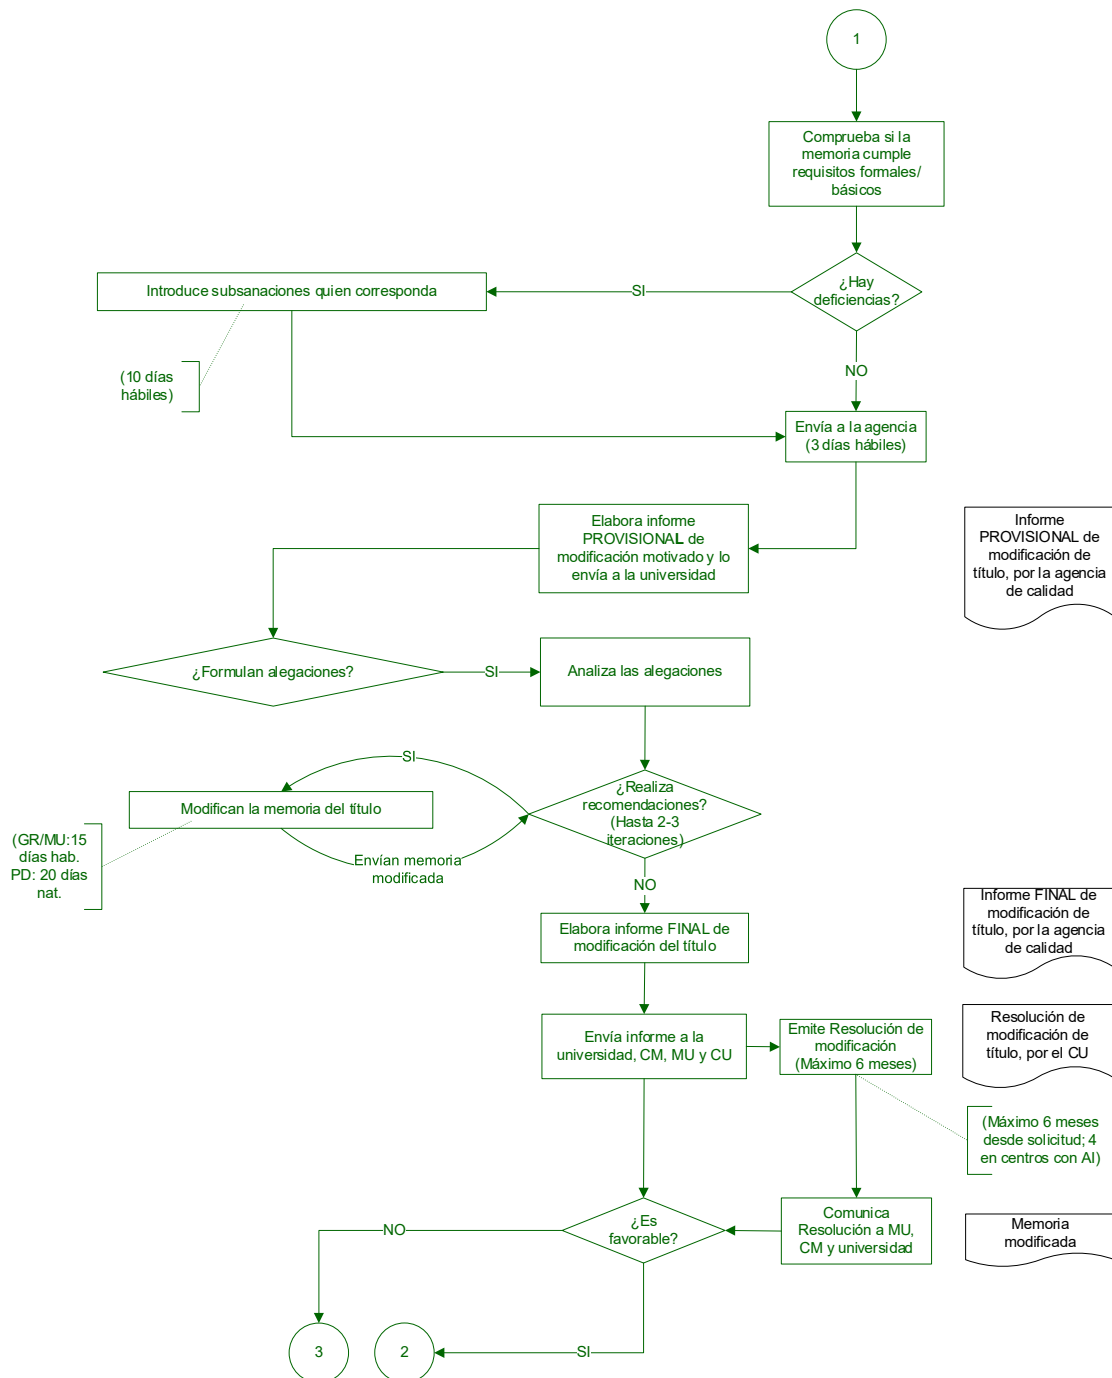 1
Comprueba si la
memoria cumple
requisitos formales/
básicos
¿Hay
deficiencias?
SI
Introduce subsanaciones quien corresponda
(10 días
hábiles)
NO
Envía a la agencia
(3 días hábiles)
Elabora informe
PROVISIONAL de
modificación motivado y lo
envía a la universidad
Informe
PROVISIONAL de
modificación de
título, por la agencia
de calidad
¿Formulan alegaciones?
SI
Analiza las alegaciones
SI
¿Realiza
recomendaciones?
(Hasta 2-3
iteraciones)
Modifican la memoria del título
(GR/MU:15
días hab.
PD: 20 días
nat.
Envían memoria
modificada
NO
Elabora informe FINAL de
modificación del título
Informe FINAL de
modificación de
título, por la agencia
de calidad
Envía informe a la
universidad, CM, MU y CU
Emite Resolución de
modificación
(Máximo 6 meses)
Resolución de
modificación de
título, por el CU
(Máximo 6 meses
desde solicitud; 4
en centros con AI)
¿Es
favorable?
Comunica
Resolución a MU,
CM y universidad
Memoria
modificada
NO
SI
3
2